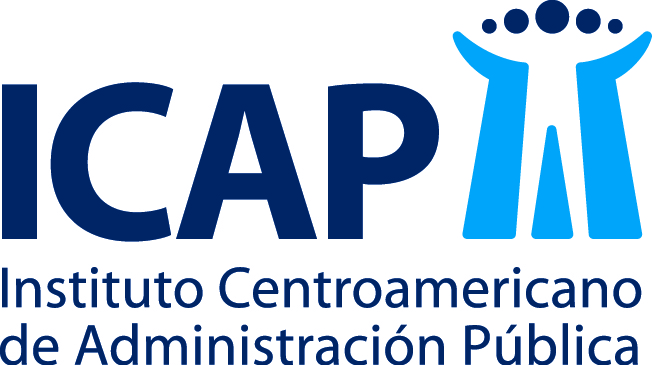 ICAP
Instituto Centroamericano
de Administración Pública